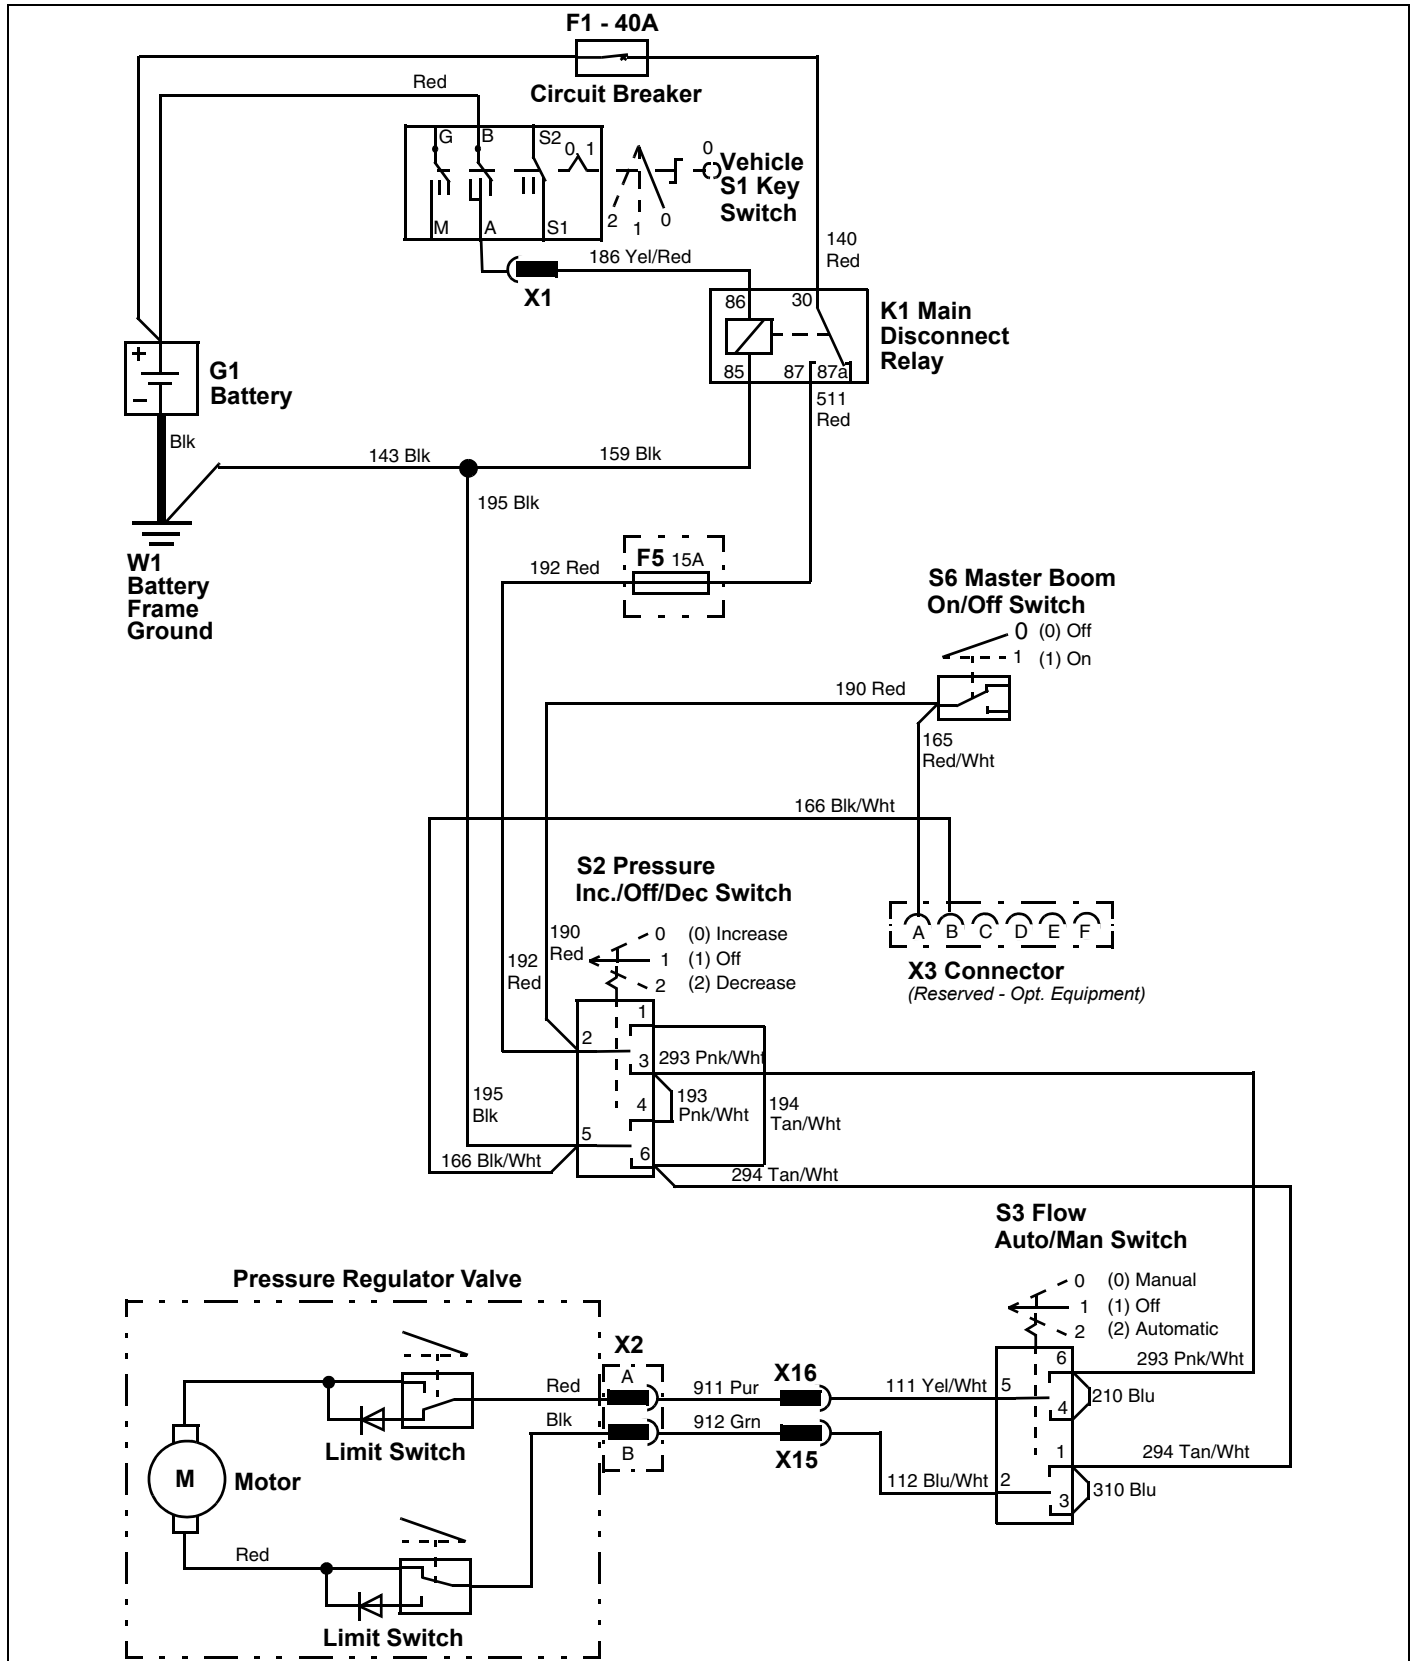 F1 - 40A
Circuit Breaker
Red
G
B
S2
0
1
M
A
S1
2
1
0
0
Vehicle
S1 Key
Switch
186 Yel/Red
X1
140
Red
86
30
85
87
87a
K1 Main
Disconnect
Relay
511
Red
+
–
G1
Battery
Blk
143 Blk
159 Blk
195 Blk
W1
Battery
Frame
Ground
192 Red
F5 15A
S6 Master Boom
On/Off Switch
0 (0) Off
1 (1) On
190 Red
165
Red/Wht
166 Blk/Wht
S2 Pressure
Inc./Off/Dec Switch
0 (0) Increase
1 (1) Off
2 (2) Decrease
190
Red
192
Red
A B C D E F
X3 Connector
(Reserved - Opt. Equipment)
1
2
3
4
5
6
293 Pnk/Wht
193
Pnk/Wht
194
Tan/Wht
195
Blk
166 Blk/Wht
294 Tan/Wht
S3 Flow
Auto/Man Switch
0 (0) Manual
1 (1) Off
2 (2) Automatic
Pressure Regulator Valve
X2
A
B
Red
Blk
911 Pur
912 Grn
X16
X15
111 Yel/Wht
112 Blu/Wht
6
5
4
1
2
3
293 Pnk/Wht
210 Blu
294 Tan/Wht
310 Blu
Limit Switch
M
Motor
Red
Limit Switch